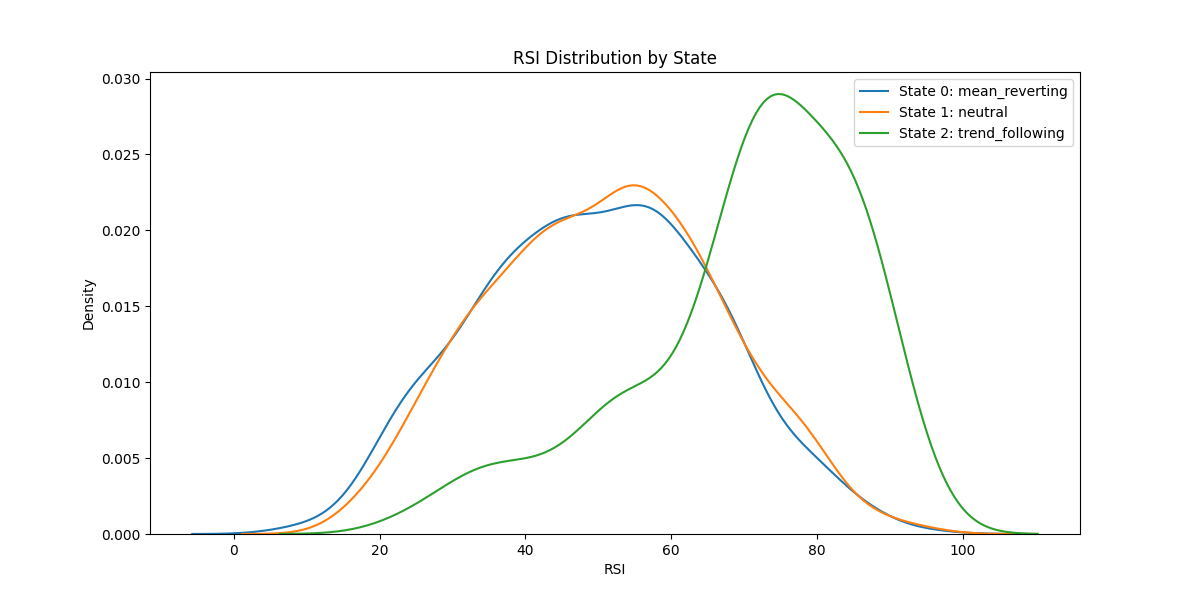 RSI Distribution by State
0.030
0.025
0.020
0.015
0.010
0.005
0.000
Density
State 0: mean_reverting
State 1: neutral
State 2: trend_following
0 20 40 60 80 100
RSI